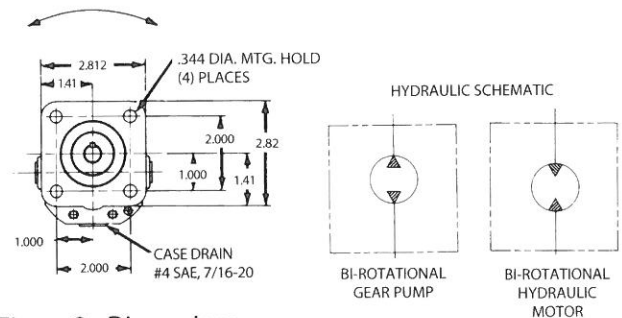 2.812
1.41
.344 DIA. MTG. HOLD
(4) PLACES
2.000
2.82
1.000
1.41
1.000
2.000
CASE DRAIN
#4 SAE, 7/16-20
HYDRAULIC SCHEMATIC
BI-ROTATIONAL
GEAR PUMP
BI-ROTATIONAL
HYDRAULIC
MOTOR